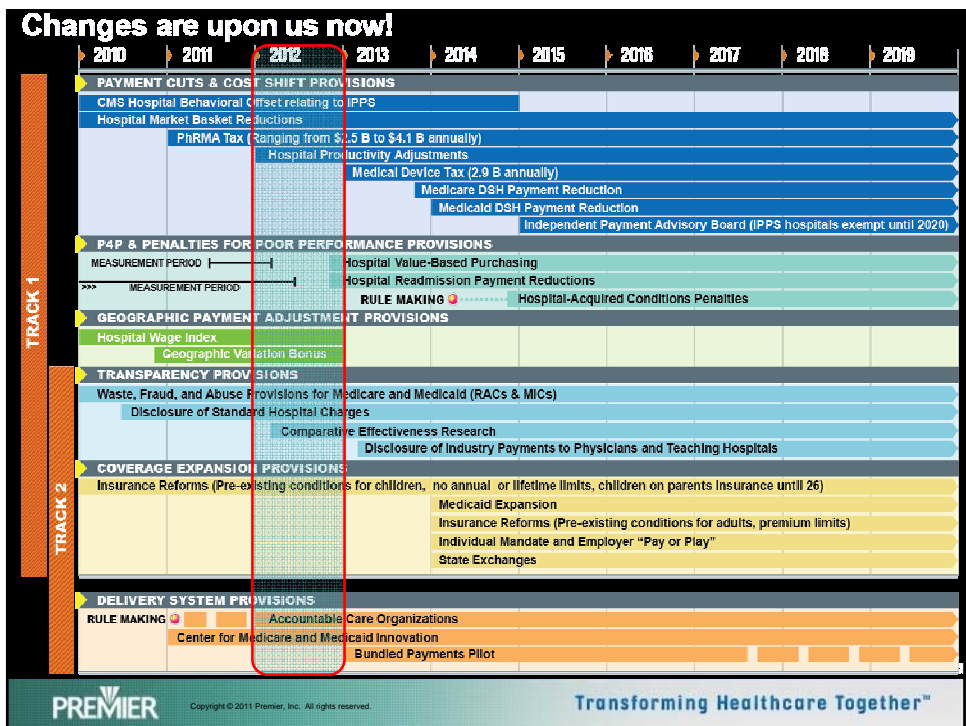 Changes are upon us now!
2010 2011 2012 2013 2014 2015 2016 2017 2018 2019
TRACK 1
PAYMENT CUTS & COST SHIFT PROVISIONS
CMS Hospital Behavioral Offset relating to IPPS
Hospital Market Basket Reductions
PhRMA Tax (Ranging from $2.5 B to $4.1 B annually)
Hospital Productivity Adjustments
Medical Device Tax (2.9 B annually)
Medicare DSH Payment Reduction
Medicaid DSH Payment Reduction
Independent Payment Advisory Board (IPPS hospitals exempt until 2020)
P4P & PENALTIES FOR POOR PERFORMANCE PROVISIONS
MEASUREMENT PERIOD Hospital Value-Based Purchasing
>>> MEASUREMENT PERIOD Hospital Readmission Payment Reductions
RULE MAKING Hospital-Acquired Conditions Penalties
GEOGRAPHIC PAYMENT ADJUSTMENT PROVISIONS
Hospital Wage Index
Geographic Variation Bonus
TRACK 2
TRANSPARENCY PROVISIONS
Waste, Fraud, and Abuse Provisions for Medicare and Medicaid (RACs & MICs)
Disclosure of Standard Hospital Charges
Comparative Effectiveness Research
Disclosure of Industry Payments to Physicians and Teaching Hospitals
COVERAGE EXPANSION PROVISIONS
Insurance Reforms (Pre-existing conditions for children, no annual or lifetime limits, children on parents insurance until 26)
Medicaid Expansion
Insurance Reforms (Pre-existing conditions for adults, premium limits)
Individual Mandate and Employer “Pay or Play”
State Exchanges
DELIVERY SYSTEM PROVISIONS
RULE MAKING Accountable Care Organizations
Center for Medicare and Medicaid Innovation
Bundled Payments Pilot
PREMIER Copyright © 2011 Premier, Inc. All rights reserved. Transforming Healthcare Together™